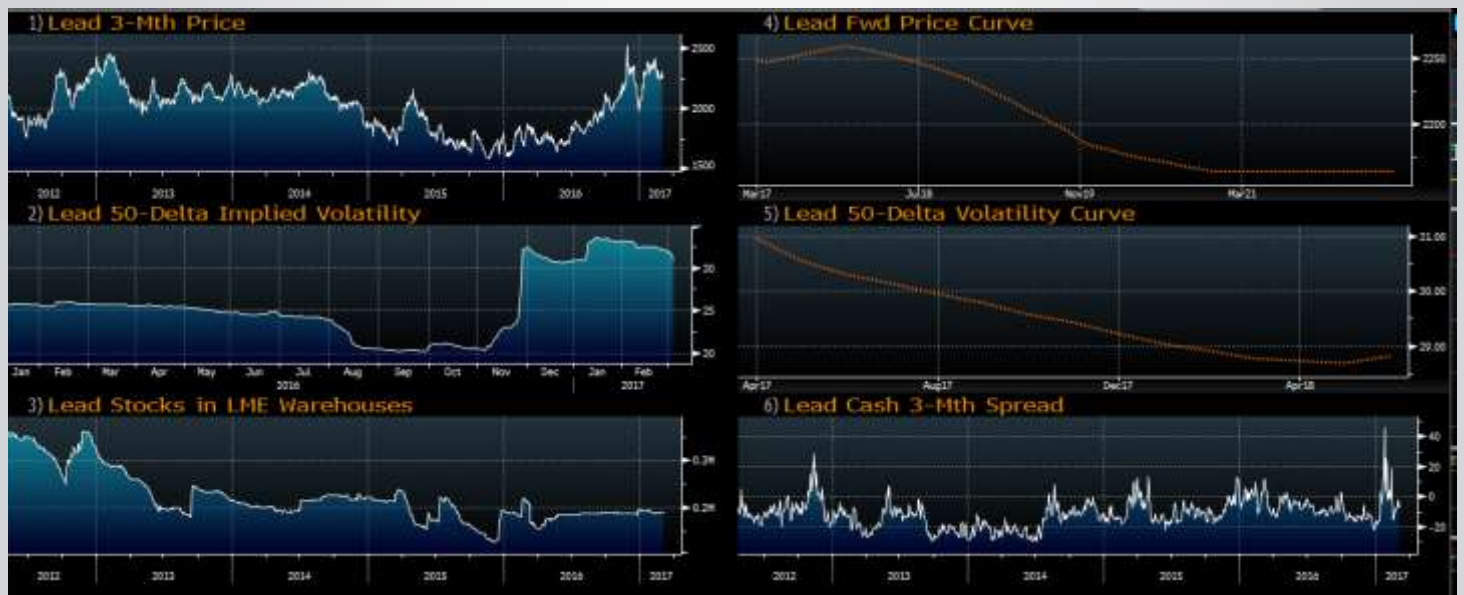 1) Lead 3-Mth Price
2500
2000
1500
2012 2013 2014 2015 2016 2017
2) Lead 50-Delta Implied Volatility
30
25
20
Jan Feb Mar Apr May Jun Jul Aug Sep Oct Nov Dec Jan Feb
2016 2017
3) Lead Stocks in LME Warehouses
0.3M
0.2M
2012 2013 2014 2015 2016 2017
4) Lead Fwd Price Curve
2250
2200
Mar17 Jul18 Nov19 Mar21
5) Lead 50-Delta Volatility Curve
31.00
30.00
29.00
Apr17 Aug17 Dec17 Apr18
6) Lead Cash 3-Mth Spread
40
20
0
-20
2012 2013 2014 2015 2016 2017